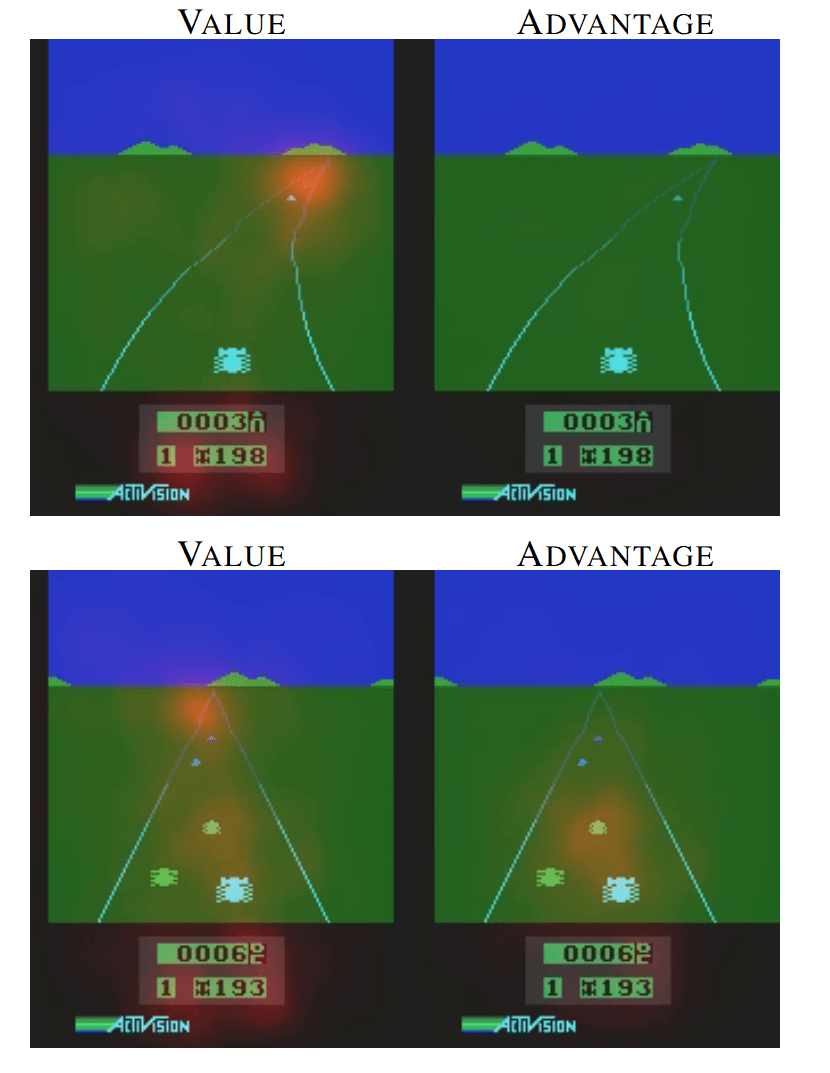 VALUE ADVANTAGE
0003 0003
1 198 1 198
ACTIVISION ACTIVISION
VALUE ADVANTAGE
0006 0006
1 193 1 193
ACTIVISION ACTIVISION